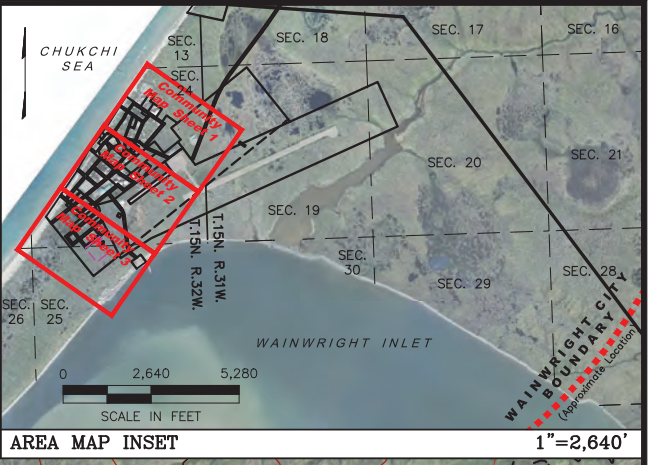 CHUKCHI
SEA
SEC.
13
SEC.
24
SEC. 18
SEC. 17
SEC. 16
Community
Map Sheet 1
Community
Map Sheet 2
Community
Map Sheet 3
SEC. 20
SEC. 21
SEC. 19
T.15N. R.31W.
T.15N. R.32W.
SEC.
30
SEC. 29
SEC. 28
SEC.
26
SEC.
25
WAINWRIGHT INLET
WAINWRIGHT CITY
BOUNDARY
(Approximate Location)
0 2,640 5,280
SCALE IN FEET
AREA MAP INSET 1"=2,640'